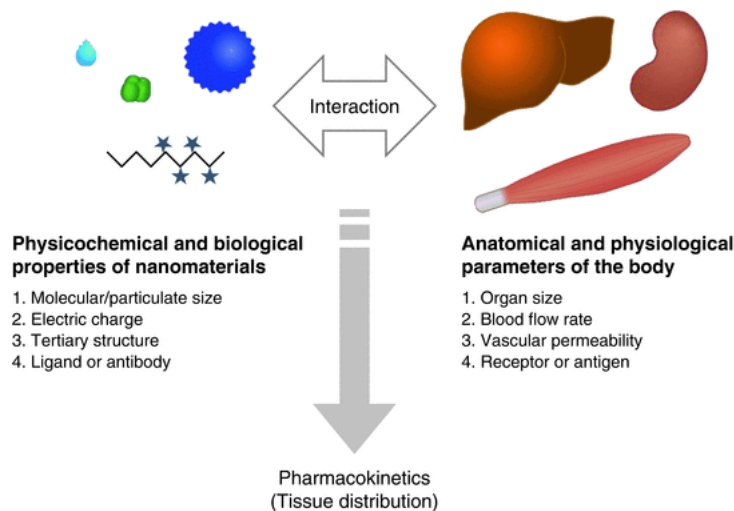 Interaction
Physicochemical and biological
properties of nanomaterials
1. Molecular/particulate size
2. Electric charge
3. Tertiary structure
4. Ligand or antibody
Anatomical and physiological
parameters of the body
1. Organ size
2. Blood flow rate
3. Vascular permeability
4. Receptor or antigen
Pharmacokinetics
(Tissue distribution)